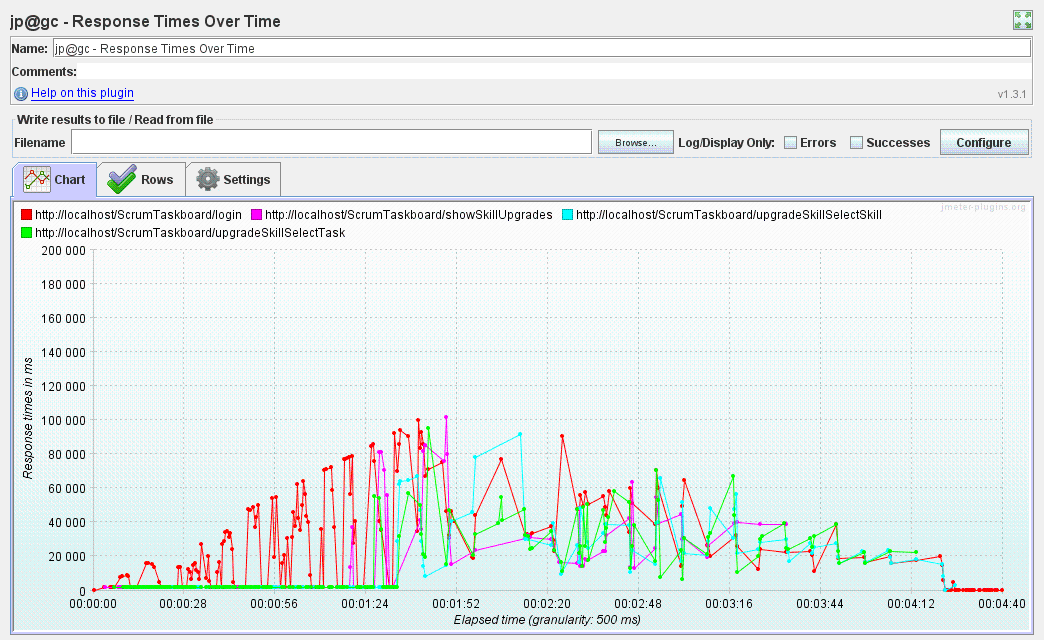 jp@gc - Response Times Over Time
Name: jp@gc - Response Times Over Time
Comments:
Help on this plugin
v1.3.1
Write results to file / Read from file
Filename Browse... Log/Display Only: Errors Successes Configure
Chart Rows Settings
http://localhost/ScrumTaskboard/login http://localhost/ScrumTaskboard/showSkillUpgrades http://localhost/ScrumTaskboard/upgradeSkillSelectSkill jmeter-plugins.org
http://localhost/ScrumTaskboard/upgradeSkillSelectTask
200 000
180 000
160 000
140 000
120 000
100 000
80 000
60 000
40 000
20 000
0
Response times in ms
00:00:00 00:00:28 00:00:56 00:01:24 00:01:52 00:02:20 00:02:48 00:03:16 00:03:44 00:04:12 00:04:40
Elapsed time (granularity: 500 ms)